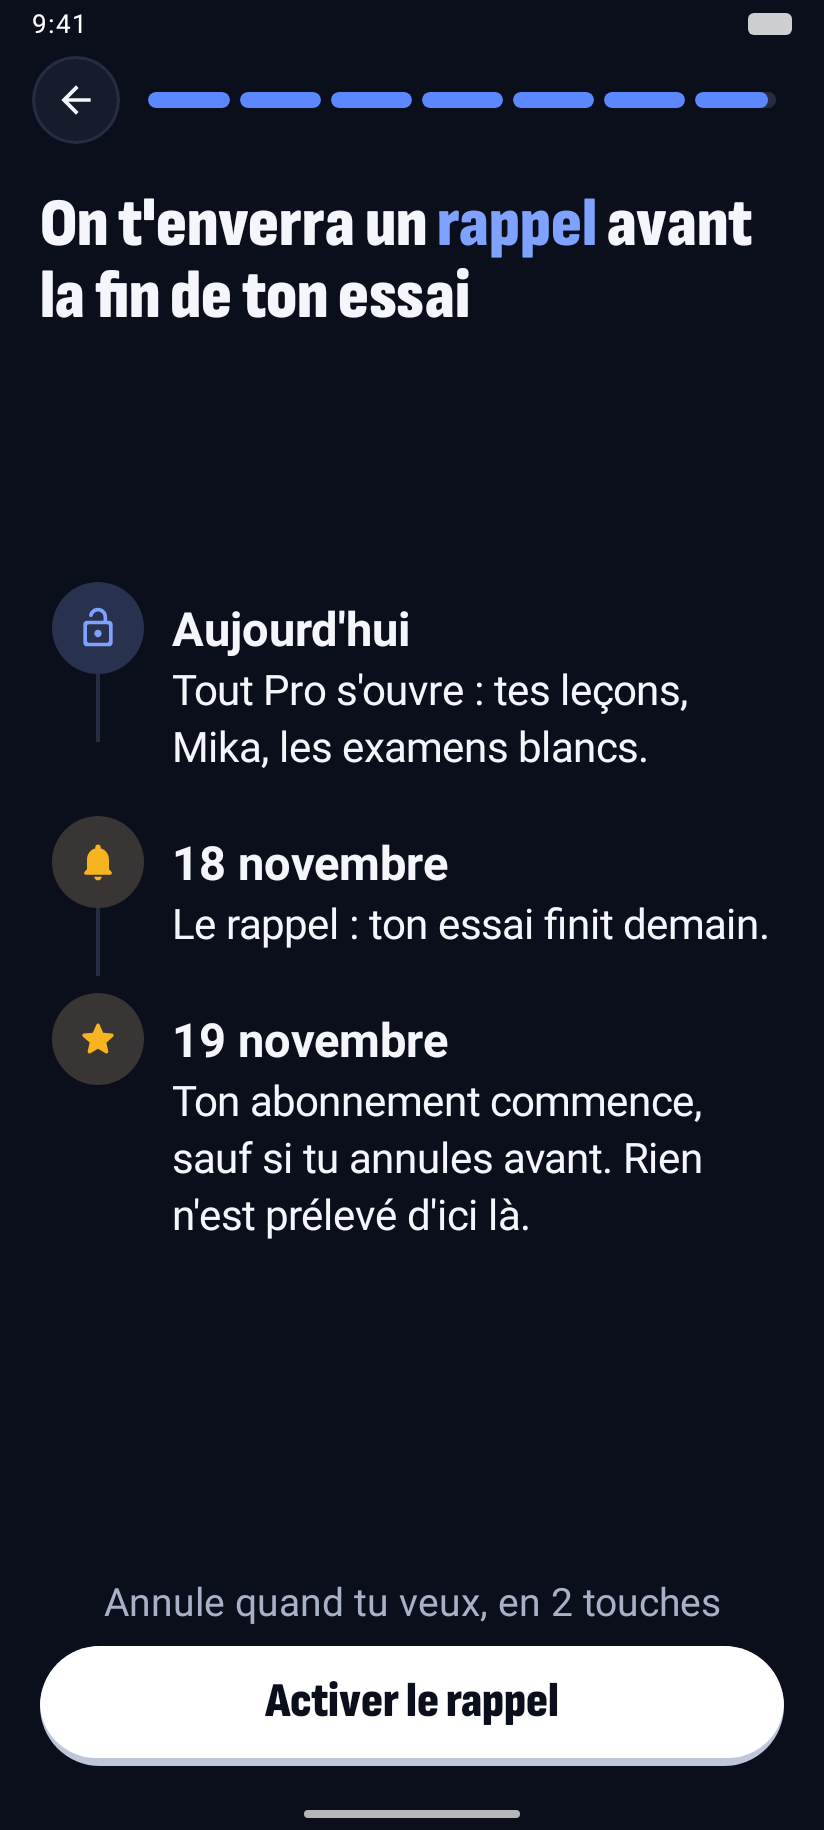 9:41
On t'enverra un rappel avant
la fin de ton essai
Aujourd'hui
Tout Pro s'ouvre : tes leçons,
Mika, les examens blancs.
18 novembre
Le rappel : ton essai finit demain.
19 novembre
Ton abonnement commence,
sauf si tu annules avant. Rien
n'est prélevé d'ici là.
Annule quand tu veux, en 2 touches
Activer le rappel